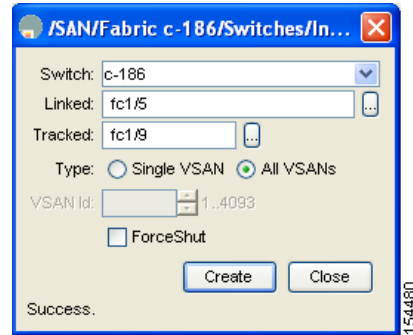 /SAN/Fabric c-186/Switches/In...
Switch: c-186
Linked: fc1/5 ...
Tracked: fc1/9 ...
Type: Single VSAN All VSANs
VSAN Id: 1..4093
ForceShut
Create Close
Success.
154480